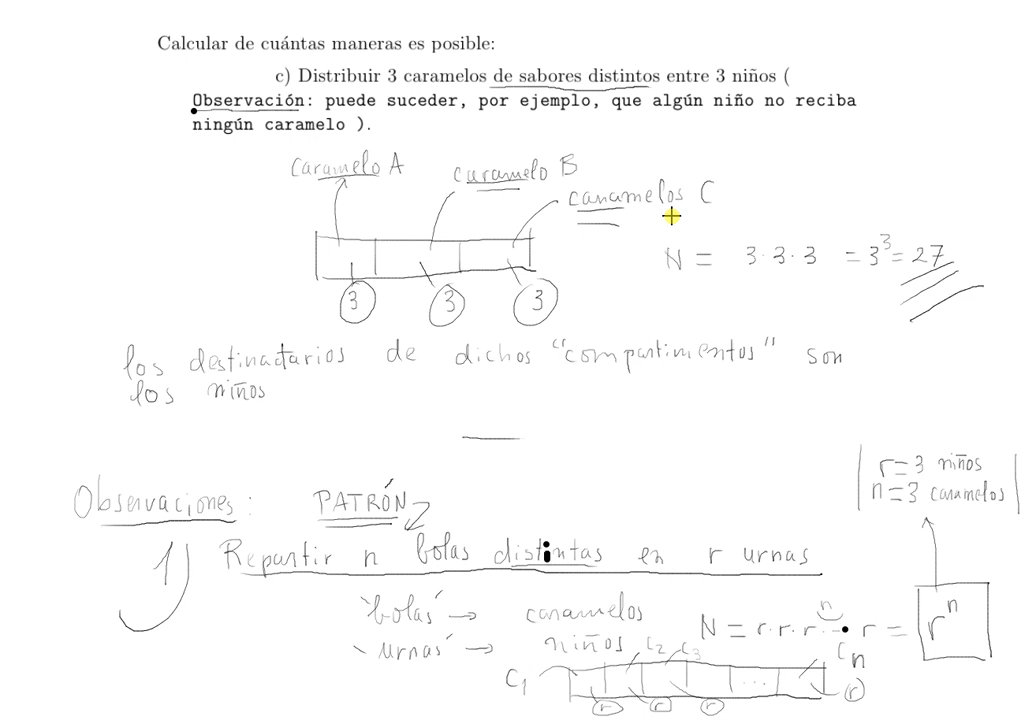 Calcular de cuántas maneras es posible:
c) Distribuir 3 caramelos de sabores distintos entre 3 niños (
Observación: puede suceder, por ejemplo, que algún niño no reciba
ningún caramelo ).
caramelo A
caramelo B
caramelos C
N = 3·3·3 = 3³ = 27
3 3 3
los destinatarios de dichos "compartimentos" son
los niños
r=3 niños
n=3 caramelos
Observaciones: PATRÓN
1) Repartir n bolas distintas en r urnas
'bolas' → caramelos
n
N = r·r·r·…·r = rⁿ
'urnas' → niños
C₁ C₂ C₃ Cₙ
...
r r r r